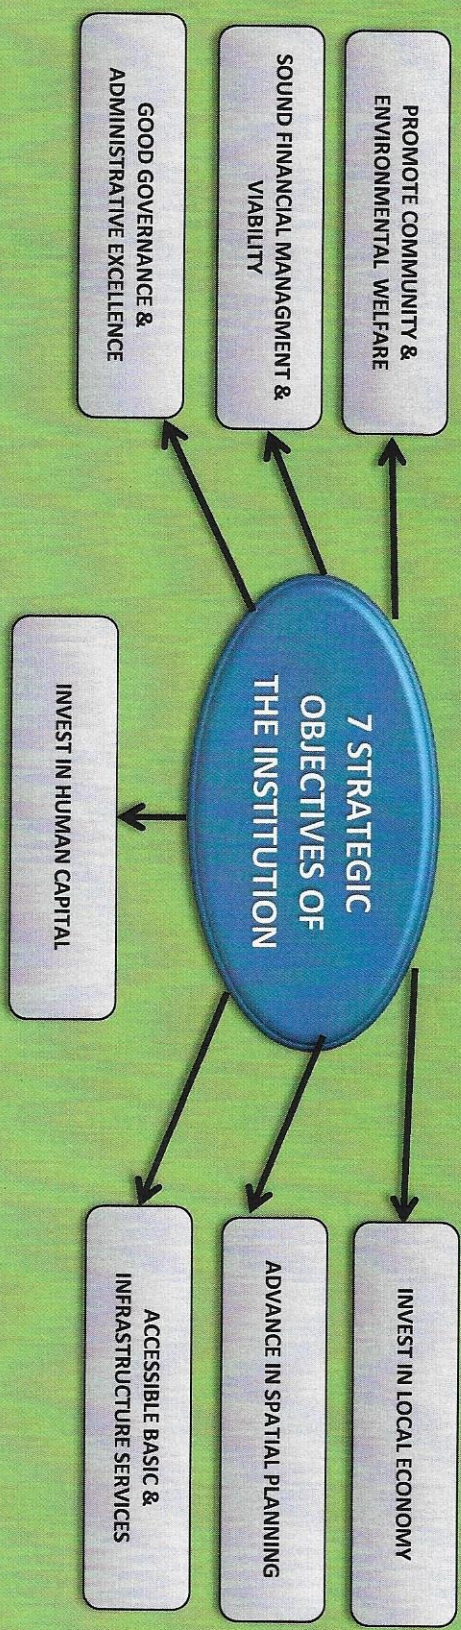 7 STRATEGIC
OBJECTIVES OF
THE INSTITUTION
PROMOTE COMMUNITY &
ENVIRONMENTAL WELFARE
SOUND FINANCIAL MANAGMENT &
VIABILITY
GOOD GOVERNANCE &
ADMINISTRATIVE EXCELLENCE
INVEST IN HUMAN CAPITAL
INVEST IN LOCAL ECONOMY
ADVANCE IN SPATIAL PLANNING
ACCESSIBLE BASIC &
INFRASTRUCTURE SERVICES